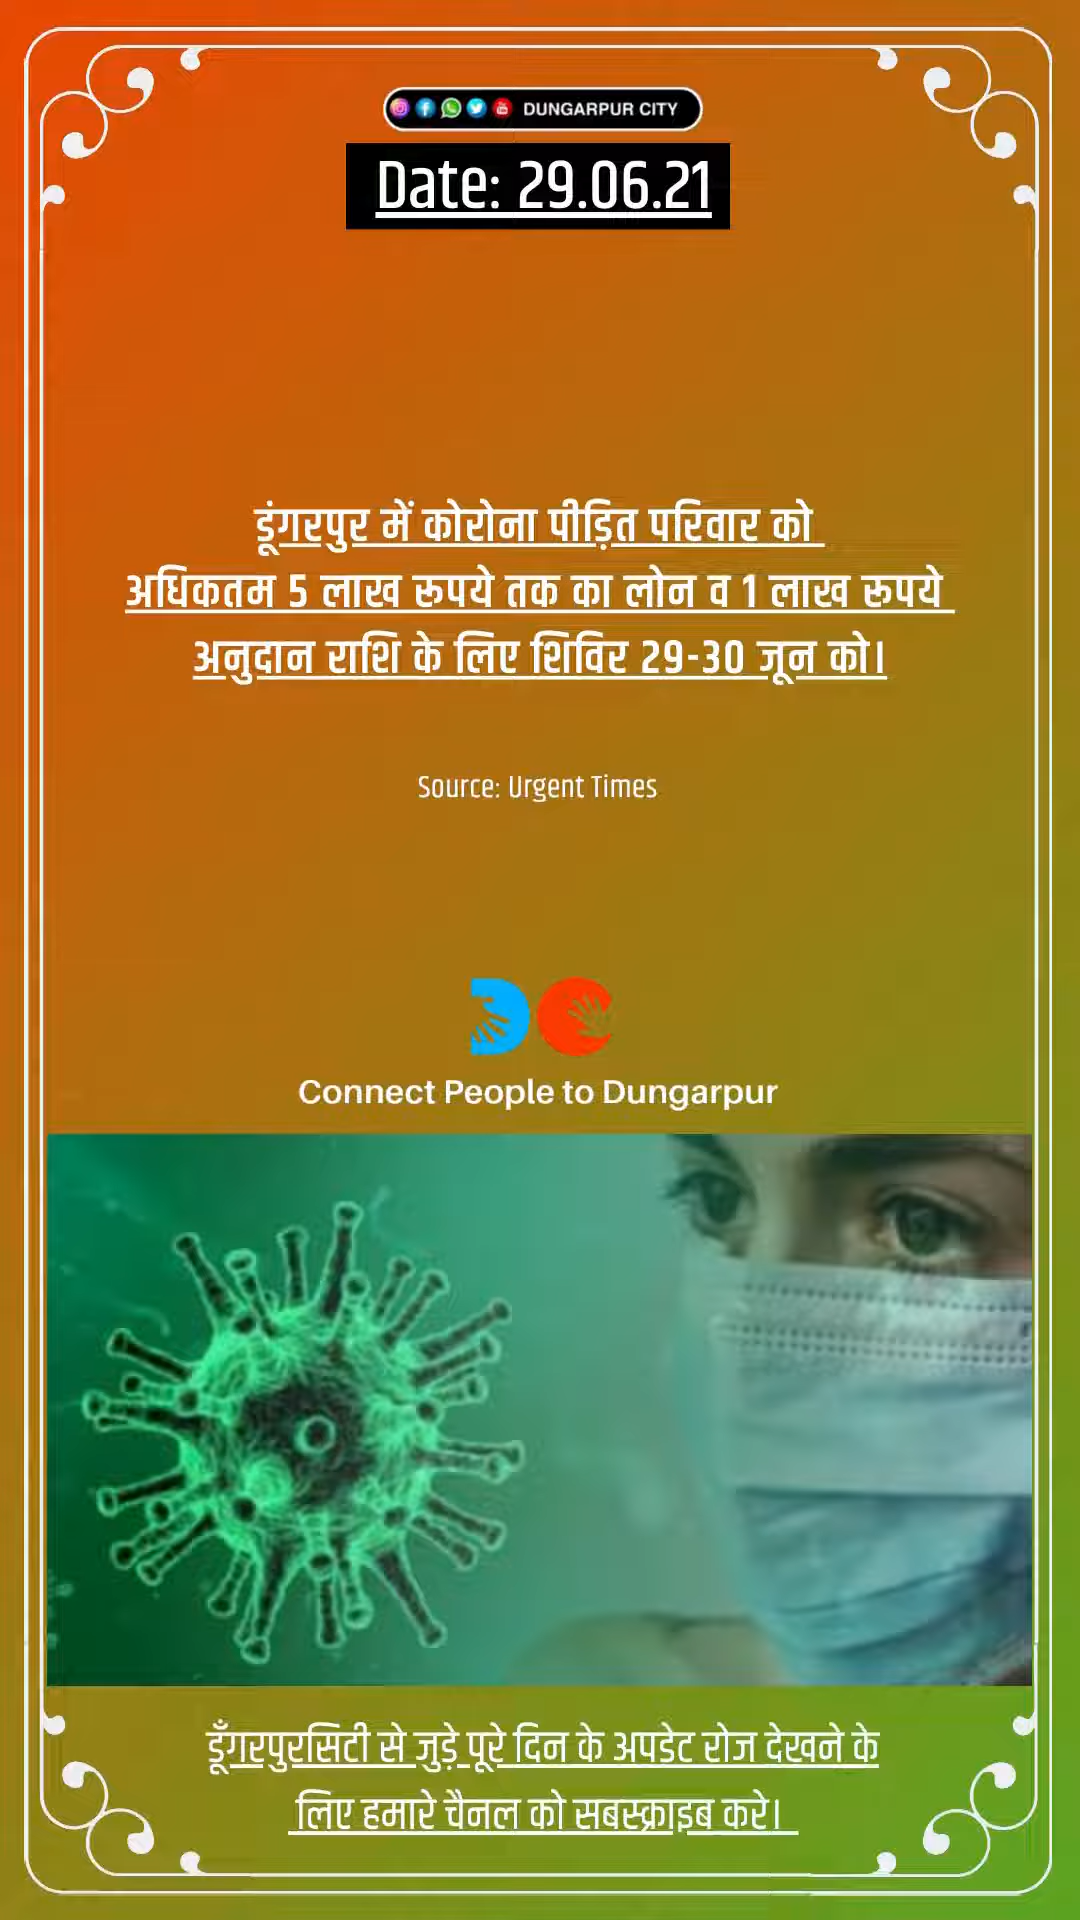 DUNGARPUR CITY
Date: 29.06.21
डूंगरपुर में कोरोना पीड़ित परिवार को
अधिकतम 5 लाख रूपये तक का लोन व 1 लाख रूपये
अनुदान राशि के लिए शिविर 29-30 जून को।
Source: Urgent Times
DC
Connect People to Dungarpur
डूँगरपुरसिटी से जुड़े पूरे दिन के अपडेट रोज देखने के
लिए हमारे चैनल को सबस्क्राइब करे।